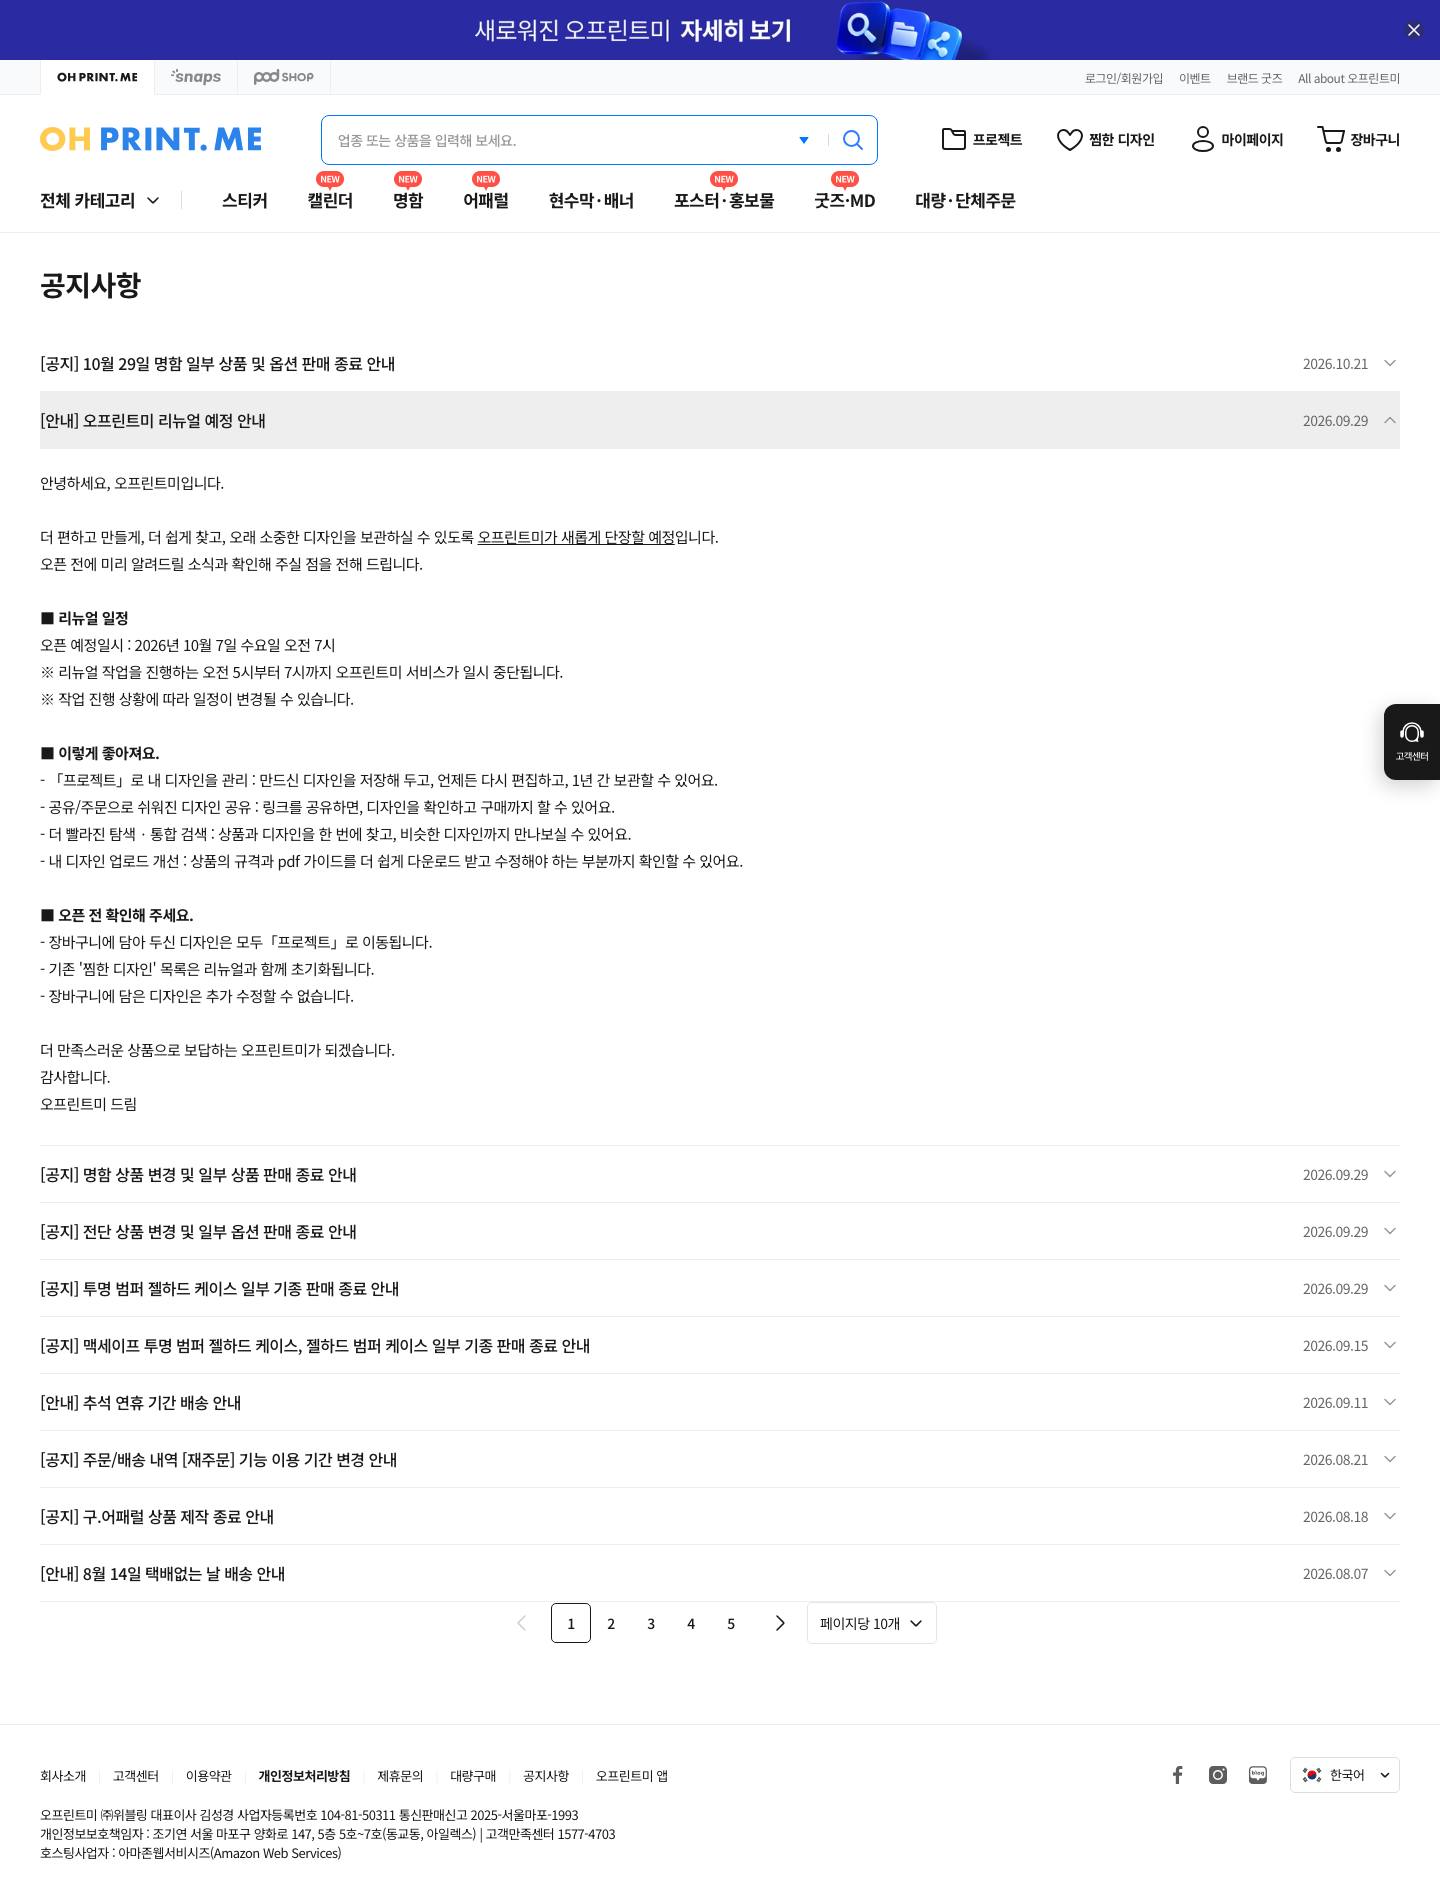 새로워진 오프린트미 자세히 보기
OH PRINT.ME
snaps
pod SHOP
로그인/회원가입
이벤트
브랜드 굿즈
All about 오프린트미
OH PRINT.ME
업종 또는 상품을 입력해 보세요.
프로젝트
찜한 디자인
마이페이지
장바구니
NEW NEW NEW NEW NEW
전체 카테고리 스티커 캘린더 명함 어패럴 현수막·배너 포스터·홍보물 굿즈·MD 대량·단체주문
공지사항
[공지] 10월 29일 명함 일부 상품 및 옵션 판매 종료 안내 2026.10.21
[안내] 오프린트미 리뉴얼 예정 안내 2026.09.29
안녕하세요, 오프린트미입니다.
더 편하고 만들게, 더 쉽게 찾고, 오래 소중한 디자인을 보관하실 수 있도록 오프린트미가 새롭게 단장할 예정입니다.
오픈 전에 미리 알려드릴 소식과 확인해 주실 점을 전해 드립니다.
■ 리뉴얼 일정
오픈 예정일시 : 2026년 10월 7일 수요일 오전 7시
※ 리뉴얼 작업을 진행하는 오전 5시부터 7시까지 오프린트미 서비스가 일시 중단됩니다.
※ 작업 진행 상황에 따라 일정이 변경될 수 있습니다.
고객센터
■ 이렇게 좋아져요.
- 「프로젝트」로 내 디자인을 관리 : 만드신 디자인을 저장해 두고, 언제든 다시 편집하고, 1년 간 보관할 수 있어요.
- 공유/주문으로 쉬워진 디자인 공유 : 링크를 공유하면, 디자인을 확인하고 구매까지 할 수 있어요.
- 더 빨라진 탐색 · 통합 검색 : 상품과 디자인을 한 번에 찾고, 비슷한 디자인까지 만나보실 수 있어요.
- 내 디자인 업로드 개선 : 상품의 규격과 pdf 가이드를 더 쉽게 다운로드 받고 수정해야 하는 부분까지 확인할 수 있어요.
■ 오픈 전 확인해 주세요.
- 장바구니에 담아 두신 디자인은 모두「프로젝트」로 이동됩니다.
- 기존 '찜한 디자인' 목록은 리뉴얼과 함께 초기화됩니다.
- 장바구니에 담은 디자인은 추가 수정할 수 없습니다.
더 만족스러운 상품으로 보답하는 오프린트미가 되겠습니다.
감사합니다.
오프린트미 드림
[공지] 명함 상품 변경 및 일부 상품 판매 종료 안내 2026.09.29
[공지] 전단 상품 변경 및 일부 옵션 판매 종료 안내 2026.09.29
[공지] 투명 범퍼 젤하드 케이스 일부 기종 판매 종료 안내 2026.09.29
[공지] 맥세이프 투명 범퍼 젤하드 케이스, 젤하드 범퍼 케이스 일부 기종 판매 종료 안내 2026.09.15
[안내] 추석 연휴 기간 배송 안내 2026.09.11
[공지] 주문/배송 내역 [재주문] 기능 이용 기간 변경 안내 2026.08.21
[공지] 구.어패럴 상품 제작 종료 안내 2026.08.18
[안내] 8월 14일 택배없는 날 배송 안내 2026.08.07
1 2 3 4 5 페이지당 10개
회사소개 고객센터 이용약관 개인정보처리방침 제휴문의 대량구매 공지사항 오프린트미 앱
blog
한국어
오프린트미 ㈜위블링 대표이사 김성경 사업자등록번호 104-81-50311 통신판매신고 2025-서울마포-1993
개인정보보호책임자 : 조기연 서울 마포구 양화로 147, 5층 5호~7호(동교동, 아일렉스) | 고객만족센터 1577-4703
호스팅사업자 : 아마존웹서비시즈(Amazon Web Services)